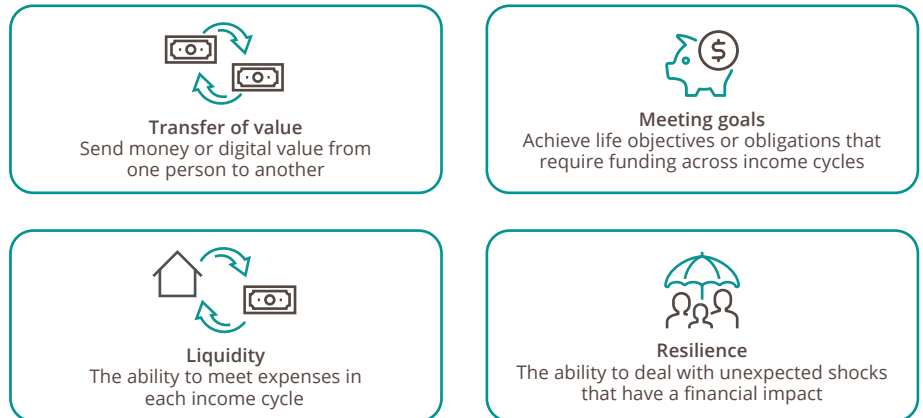 Transfer of value
Send money or digital value from
one person to another
$
Meeting goals
Achieve life objectives or obligations that
require funding across income cycles
Liquidity
The ability to meet expenses in
each income cycle
Resilience
The ability to deal with unexpected shocks
that have a financial impact